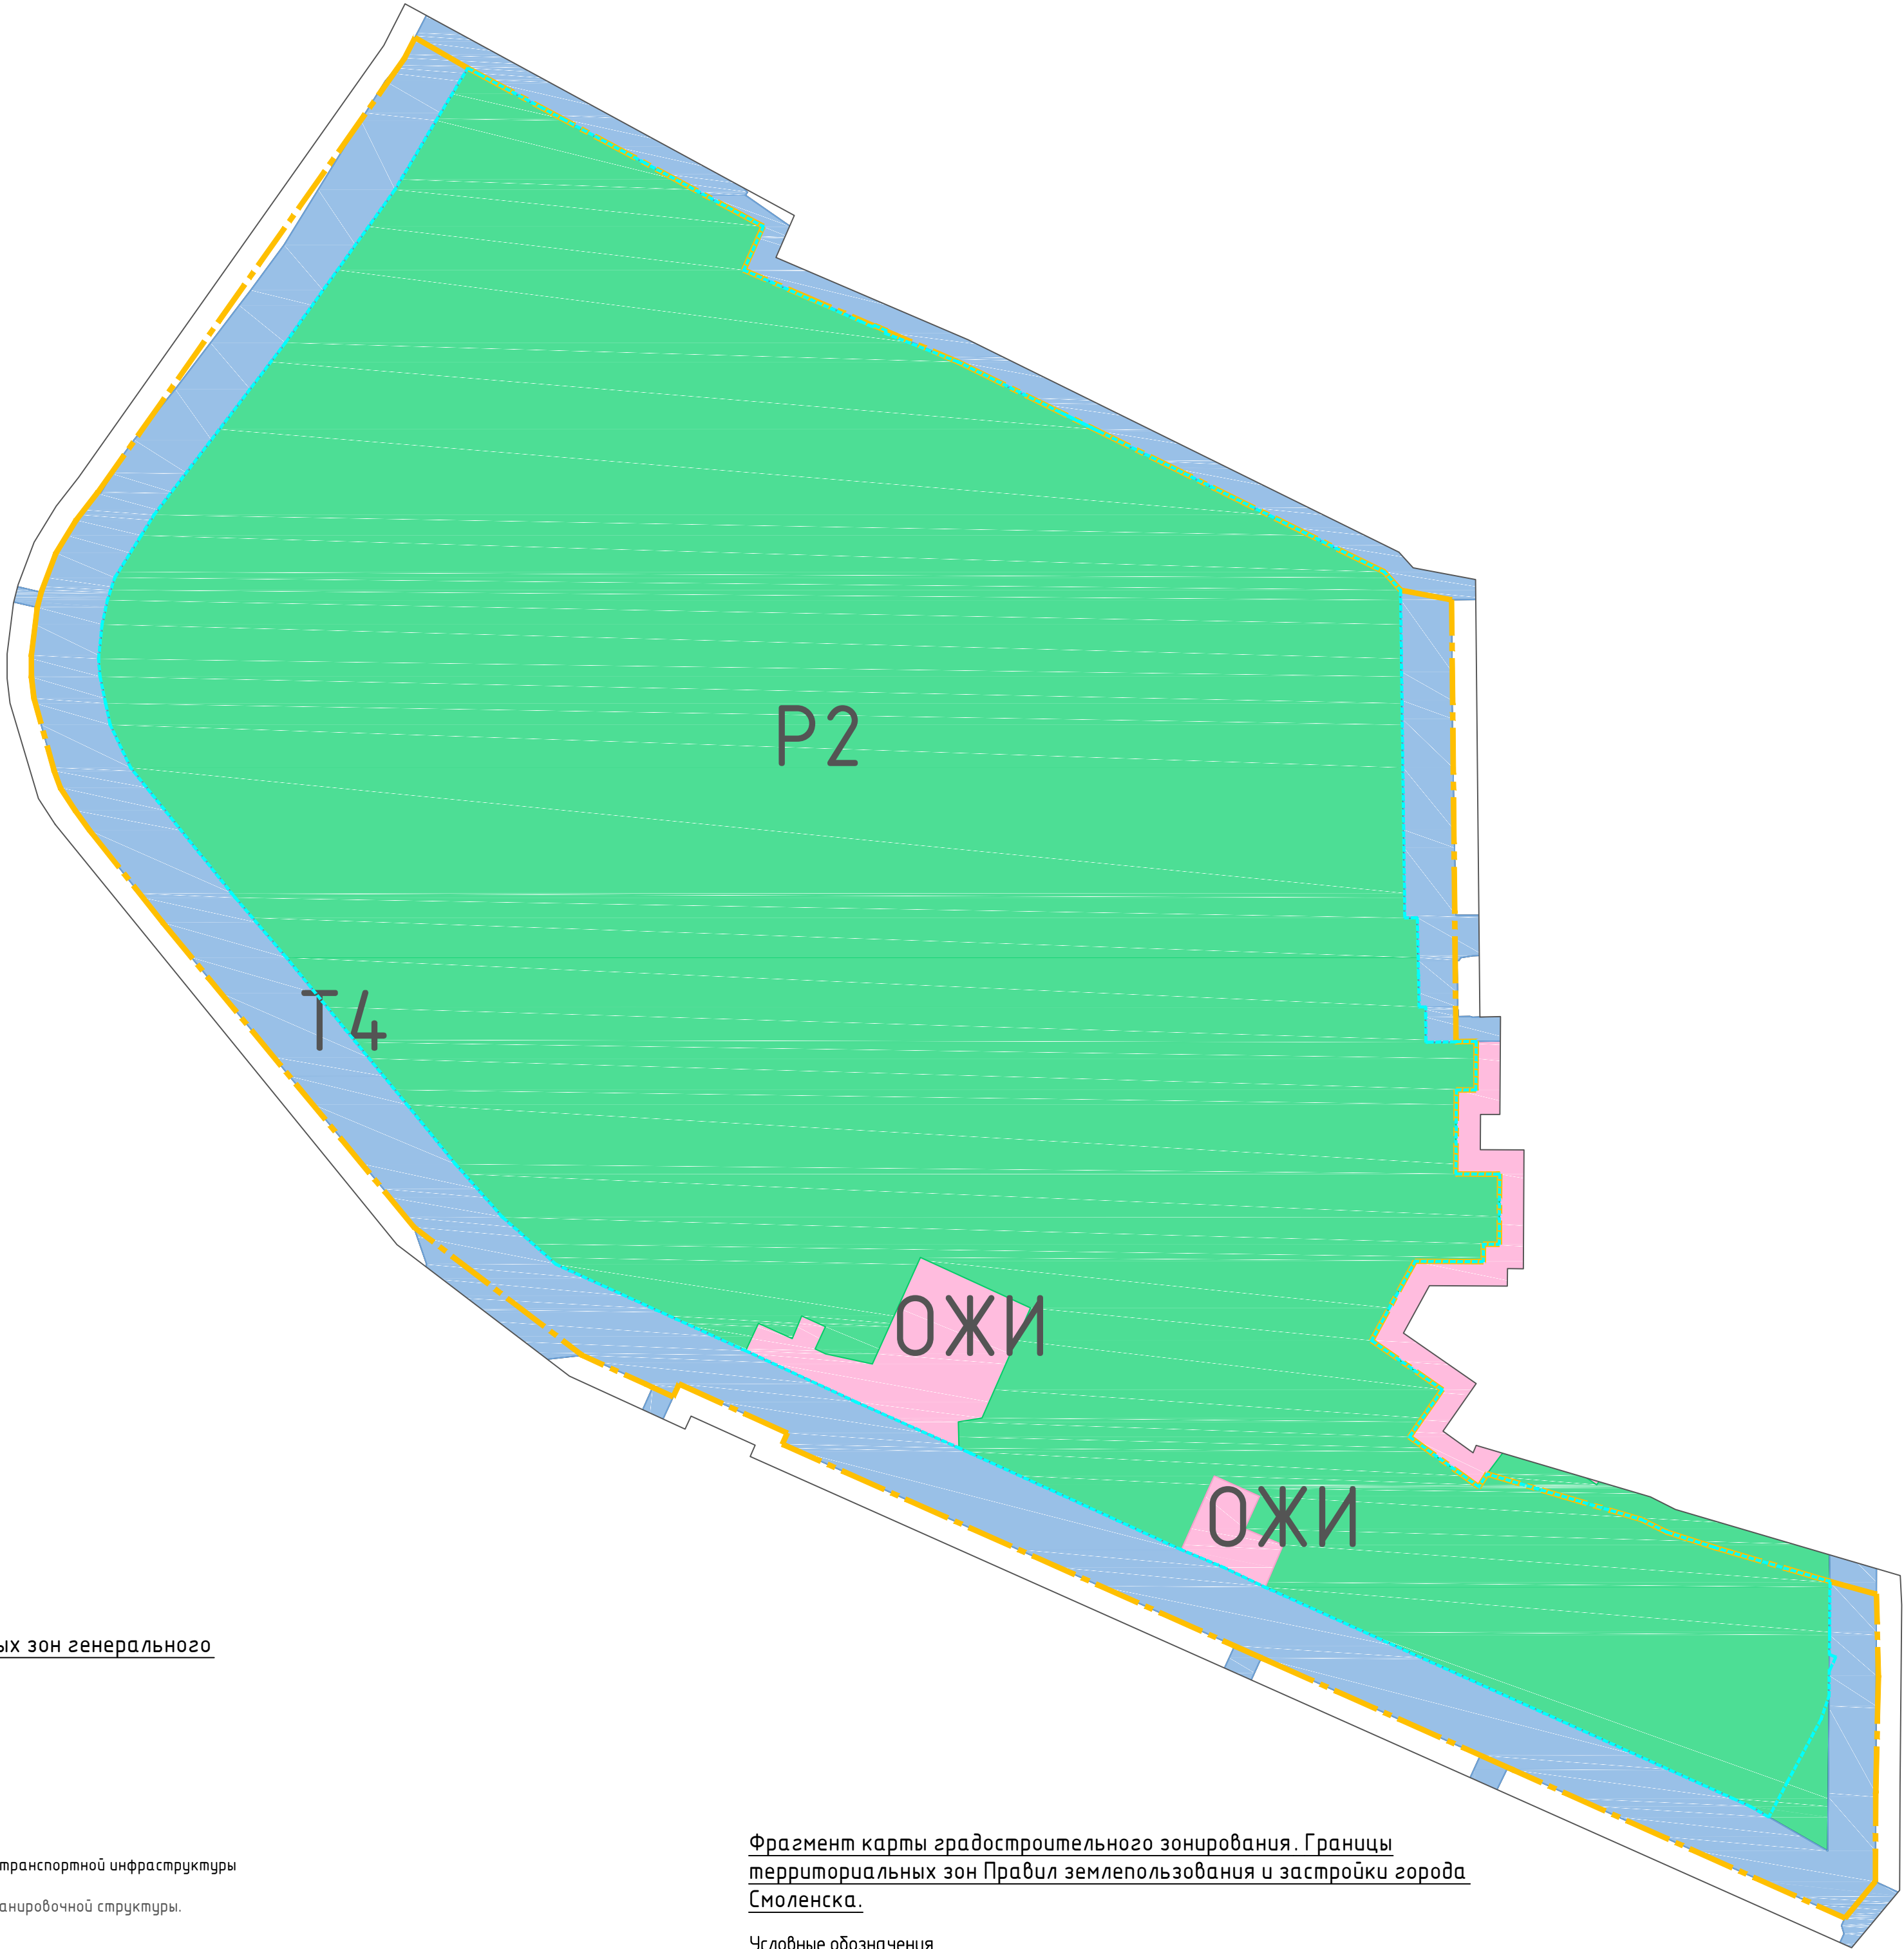 Р2
Т4
ОЖИ
ОЖИ
ых зон генерального
транспортной инфраструктуры
анировочной структуры.
Фрагмент карты градостроительного зонирования. Границы
территориальных зон Правил землепользования и застройки города
Смоленска.
Условные обозначения